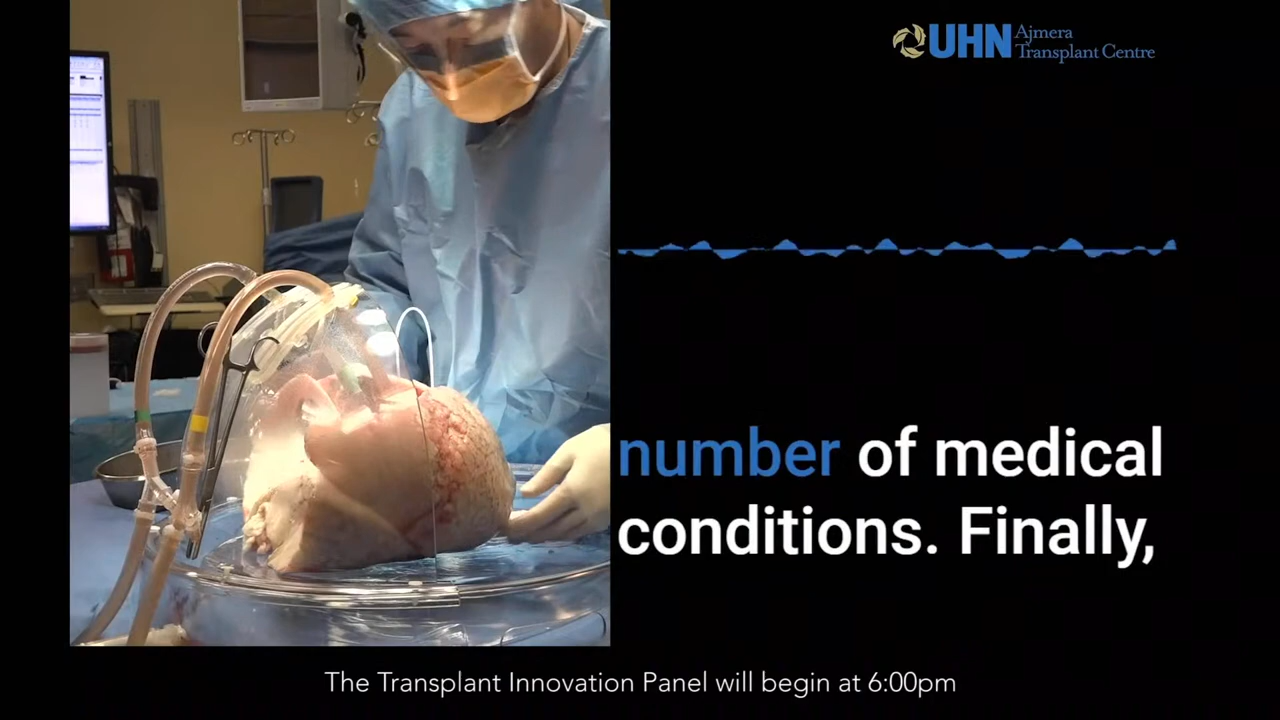 UHN Ajmera
Transplant Centre
number of medical
conditions. Finally,
The Transplant Innovation Panel will begin at 6:00pm